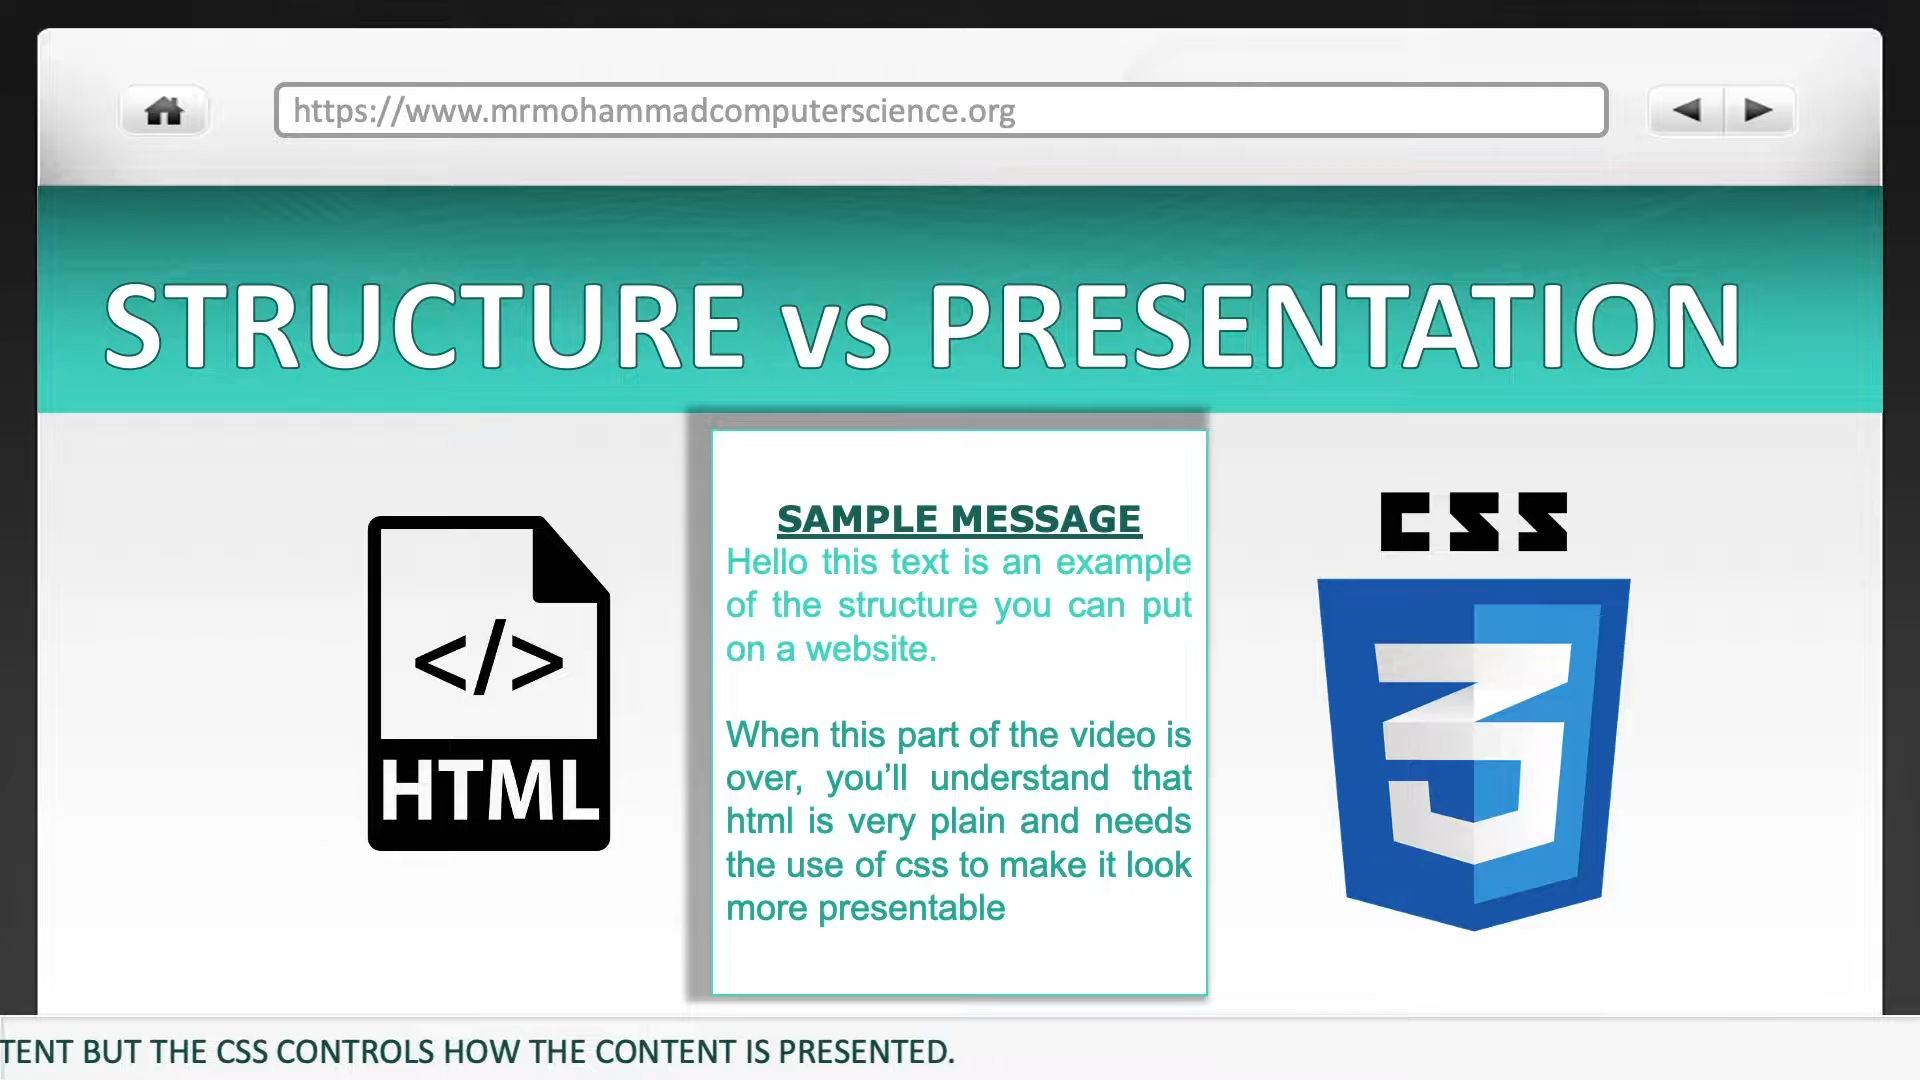 https://www.mrmohammadcomputerscience.org
STRUCTURE vs PRESENTATION
</>
HTML
SAMPLE MESSAGE
Hello this text is an example
of the structure you can put
on a website.
When this part of the video is
over, you’ll understand that
html is very plain and needs
the use of css to make it look
more presentable
CSS
3
TENT BUT THE CSS CONTROLS HOW THE CONTENT IS PRESENTED.